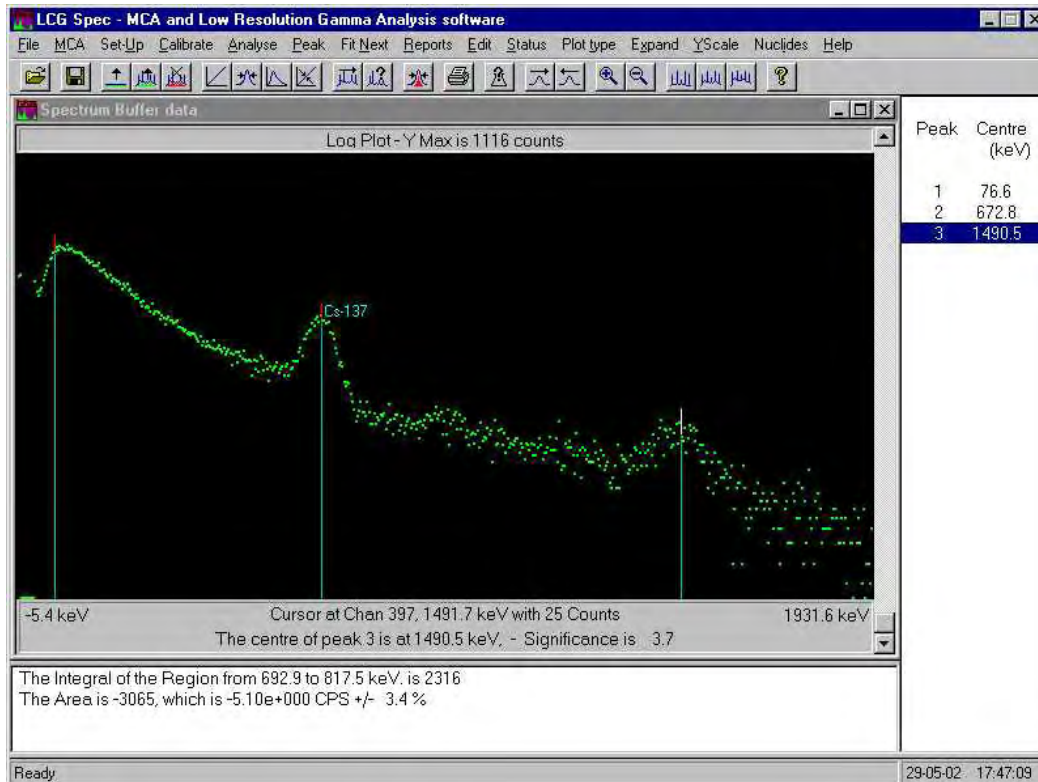 LCG Spec - MCA and Low Resolution Gamma Analysis software
File MCA Set-Up Calibrate Analyse Peak Fit Next Reports Edit Status Plot type Expand YScale Nuclides Help
Spectrum Buffer data
Log Plot - Y Max is 1116 counts
Cs-137
-5.4 keV Cursor at Chan 397, 1491.7 keV with 25 Counts 1931.6 keV
The centre of peak 3 is at 1490.5 keV, - Significance is 3.7
Peak Centre
(keV)
1 76.6
2 672.8
3 1490.5
The Integral of the Region from 692.9 to 817.5 keV. is 2316
The Area is -3065, which is -5.10e+000 CPS +/- 3.4 %
Ready 29-05-02 17:47:09